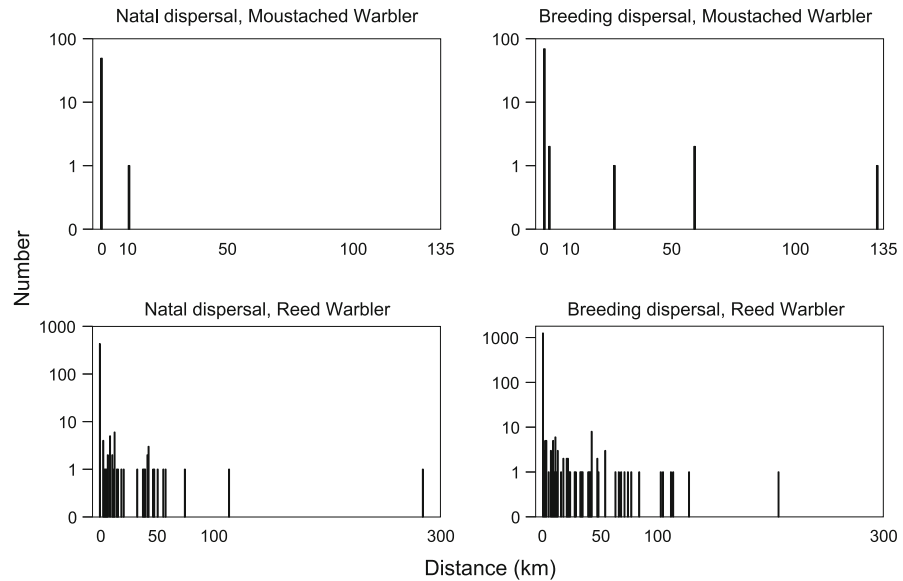 Natal dispersal, Moustached Warbler
Breeding dispersal, Moustached Warbler
100
10
1
0
0 10 50 100 135
100
10
1
0
0 10 50 100 135
Number
Natal dispersal, Reed Warbler
Breeding dispersal, Reed Warbler
1000
100
10
1
0
0 50 100 300
1000
100
10
1
0
0 50 100 300
Distance (km)